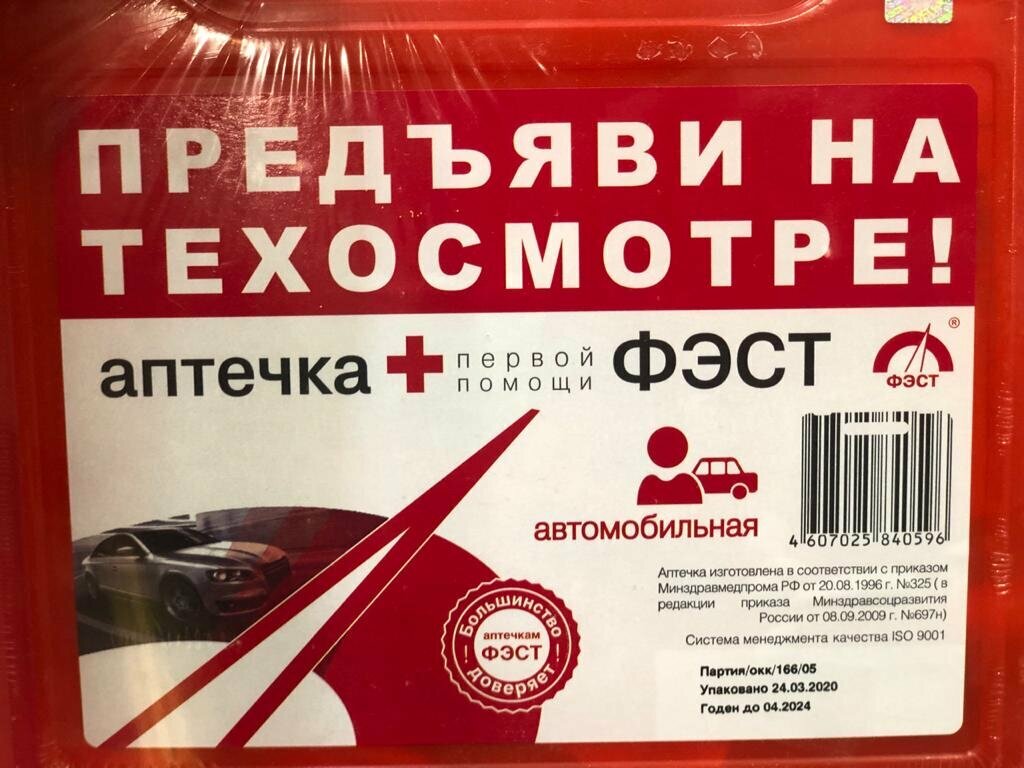 ПРЕДЪЯВИ НА
ТЕХОСМОТРЕ!
аптечка
первой
помощи
ФЭСТ
®
ФЭСТ
автомобильная
4 607025 840596
Аптечка изготовлена в соответствии с приказом
Минздравмедпрома РФ от 20.08.1996 г. №325 ( в
редакции приказа Минздравсоцразвития
России от 08.09.2009 г. №697н)
Система менеджмента качества ISO 9001
Большинство
аптечкам
ФЭСТ
доверяет
Партия/окк/166/05
Упаковано 24.03.2020
Годен до 04.2024